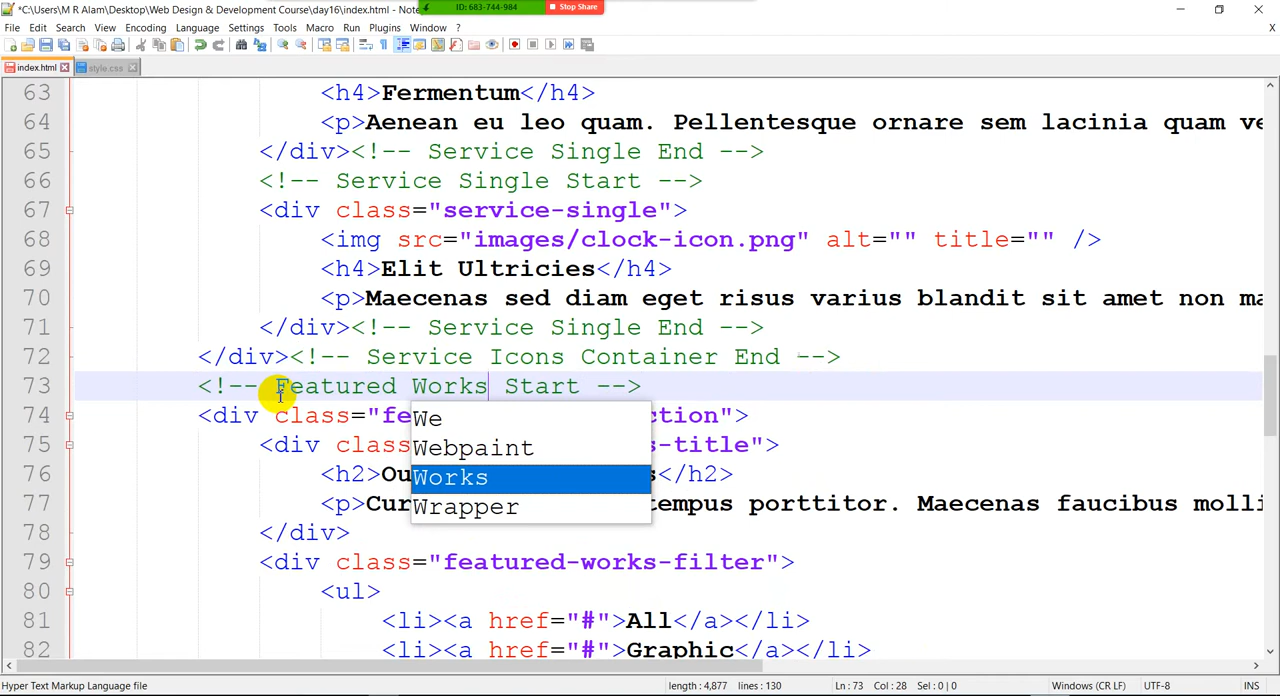 *C:\Users\M R Alam\Desktop\Web Design & Development Course\day16\index.html - Note
ID: 683-744-984
Stop Share
File Edit Search View Encoding Language Settings Tools Macro Run Plugins Window ?
X
index.html style.css
63 <h4>Fermentum</h4>
64 <p>Aenean eu leo quam. Pellentesque ornare sem lacinia quam ve
65 </div><!-- Service Single End -->
66 <!-- Service Single Start -->
67 <div class="service-single">
68 <img src="images/clock-icon.png" alt="" title="" />
69 <h4>Elit Ultricies</h4>
70 <p>Maecenas sed diam eget risus varius blandit sit amet non ma
71 </div><!-- Service Single End -->
72 </div><!-- Service Icons Container End -->
73 <!-- Featured Works Start -->
74 <div class="fe ction">
We
75 <div class s-title">
Webpaint
76 <h2>Ou s</h2>
Works
77 <p>Cur tempus porttitor. Maecenas faucibus molli
Wrapper
78 </div>
79 <div class="featured-works-filter">
80 <ul>
81 <li><a href="#">All</a></li>
82 <li><a href="#">Graphic</a></li>
Hyper Text Markup Language file length : 4,877 lines : 130 Ln : 73 Col : 28 Sel : 0 | 0 Windows (CR LF) UTF-8 INS